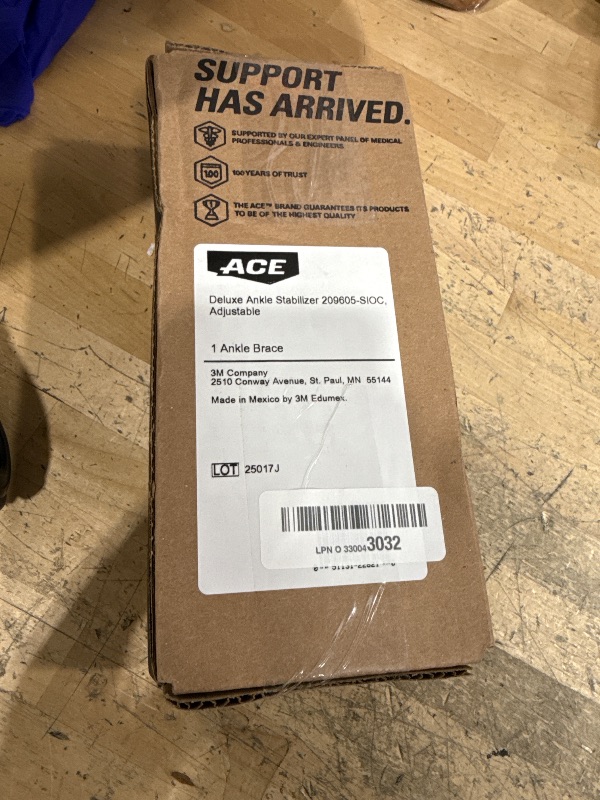 SUPPORT
HAS ARRIVED.
SUPPORTED BY OUR EXPERT PANEL OF MEDICAL
PROFESSIONALS & ENGINEERS
100
100 YEARS OF TRUST
THE ACE™ BRAND GUARANTEES ITS PRODUCTS
TO BE OF THE HIGHEST QUALITY
ACE
Deluxe Ankle Stabilizer 209605-SIOC,
Adjustable
1 Ankle Brace
3M Company
2510 Conway Avenue, St. Paul, MN 55144
Made in Mexico by 3M Edumex.
LOT 25017J
LPN O 330043032